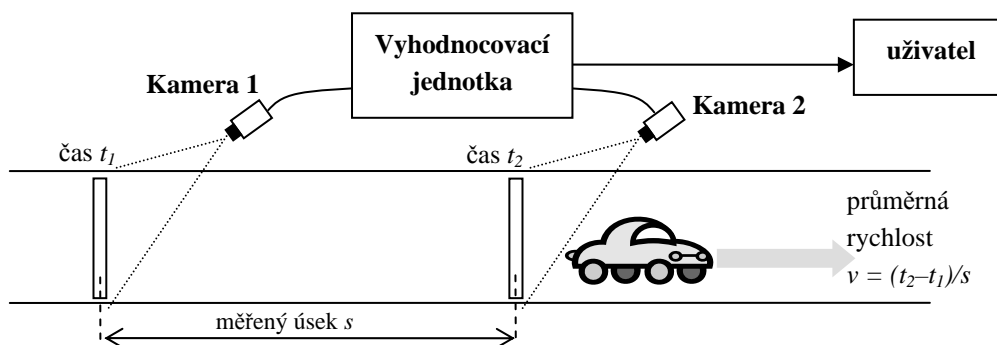 Vyhodnocovací
jednotka
uživatel
Kamera 1
Kamera 2
čas t1
čas t2
průměrná
rychlost
v = (t2–t1)/s
měřený úsek s